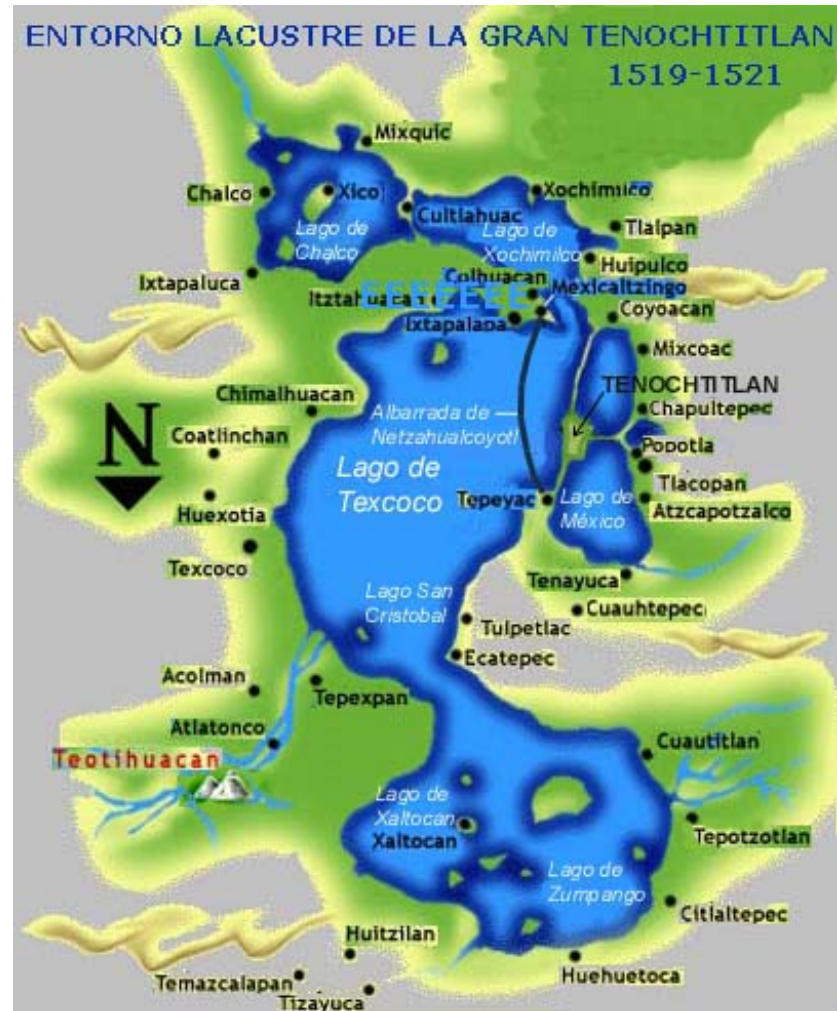 ENTORNO LACUSTRE DE LA GRAN TENOCHTITLAN
1519-1521
Mixquic
Chalco
Xico
Cuitlahuac
Xochimilco
Lago de
Chalco
Lago de
Xochimilco
Tlalpan
Huipulco
Ixtapaluca
Colhuacan
Mexicaltzingo
Ixtapalapa
Coyoacan
Mixcoac
TENOCHTITLAN
Chimalhuacan
Chapultepec
N
Coatlinchan
Albarrada de
Netzahualcoyotl
Popotla
Lago de
Texcoco
Tlacopan
Huexotla
Tepeyac
Lago de
México
Atzcapotzalco
Texcoco
Tenayuca
Lago San
Cristobal
Cuauhtepec
Tulpetlac
Ecatepec
Acolman
Tepexpan
Atlatonco
Cuautitlan
Teotihuacan
Lago de
Xaltocan
Xaltocan
Tepotzotlan
Lago de
Zumpango
Citlaltepec
Huitzilan
Huehuetoca
Temazcalapan
Tizayuca